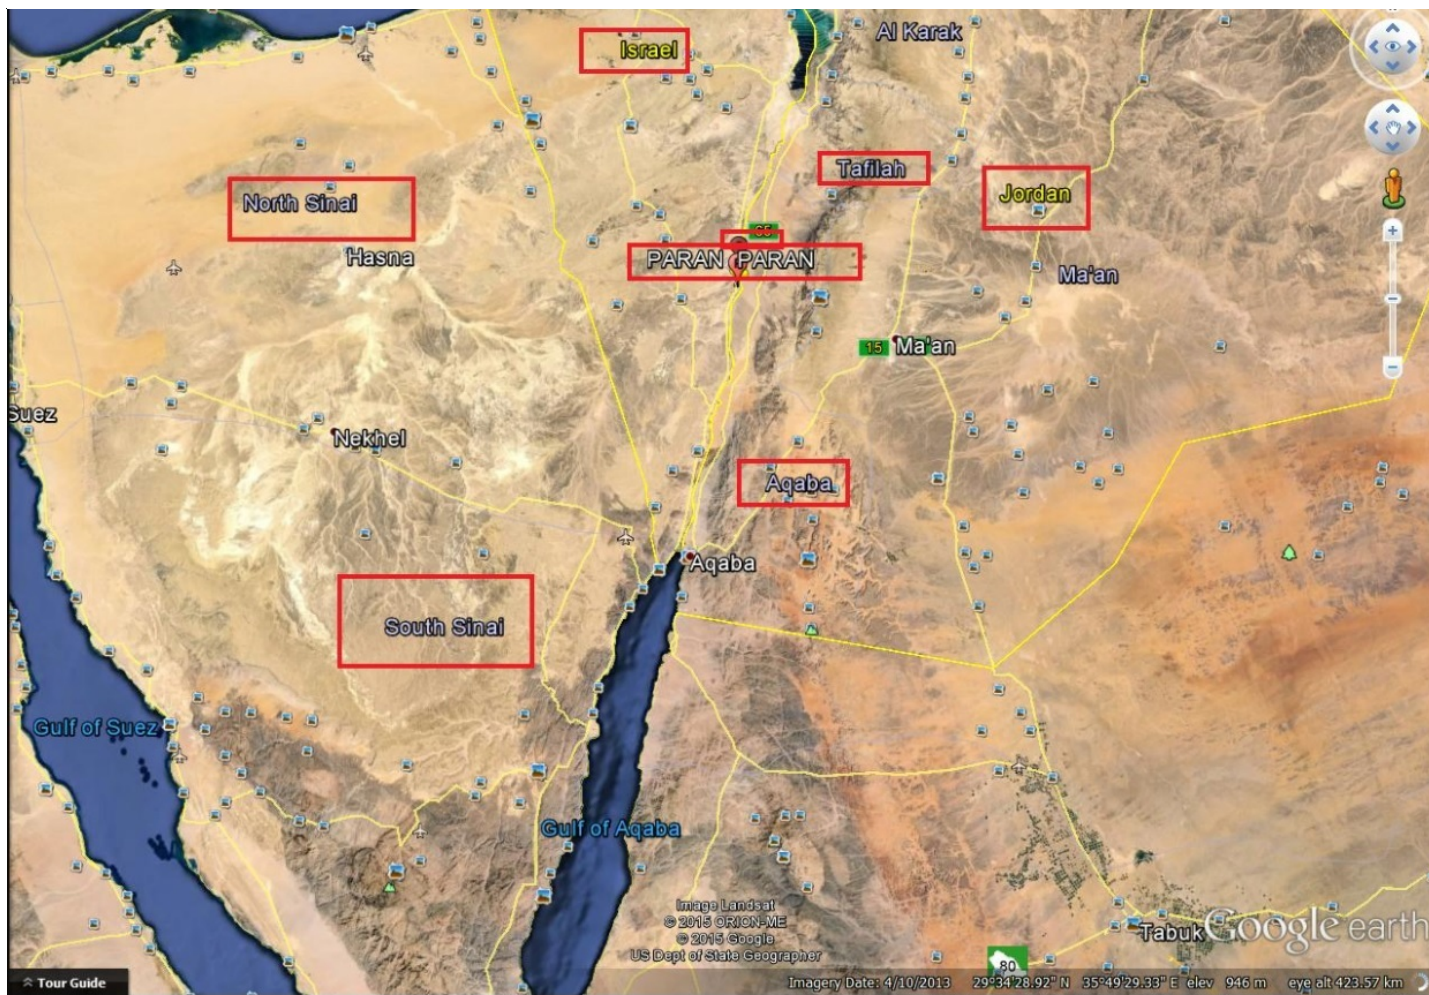 Al Karak
Israel
Tafilah
Jordan
North Sinai
65
Hasna
PARAN PARAN
Ma'an
15 Ma'an
Suez
Nekhel
Aqaba
Aqaba
South Sinai
Gulf of Suez
Gulf of Aqaba
Image Landsat
© 2015 ORION-ME
© 2015 Google
US Dept of State Geographer
Tabuk
Google earth
80
Tour Guide
Imagery Date: 4/10/2013 29°34'28.92" N 35°49'29.33" E elev 946 m eye alt 423.57 km